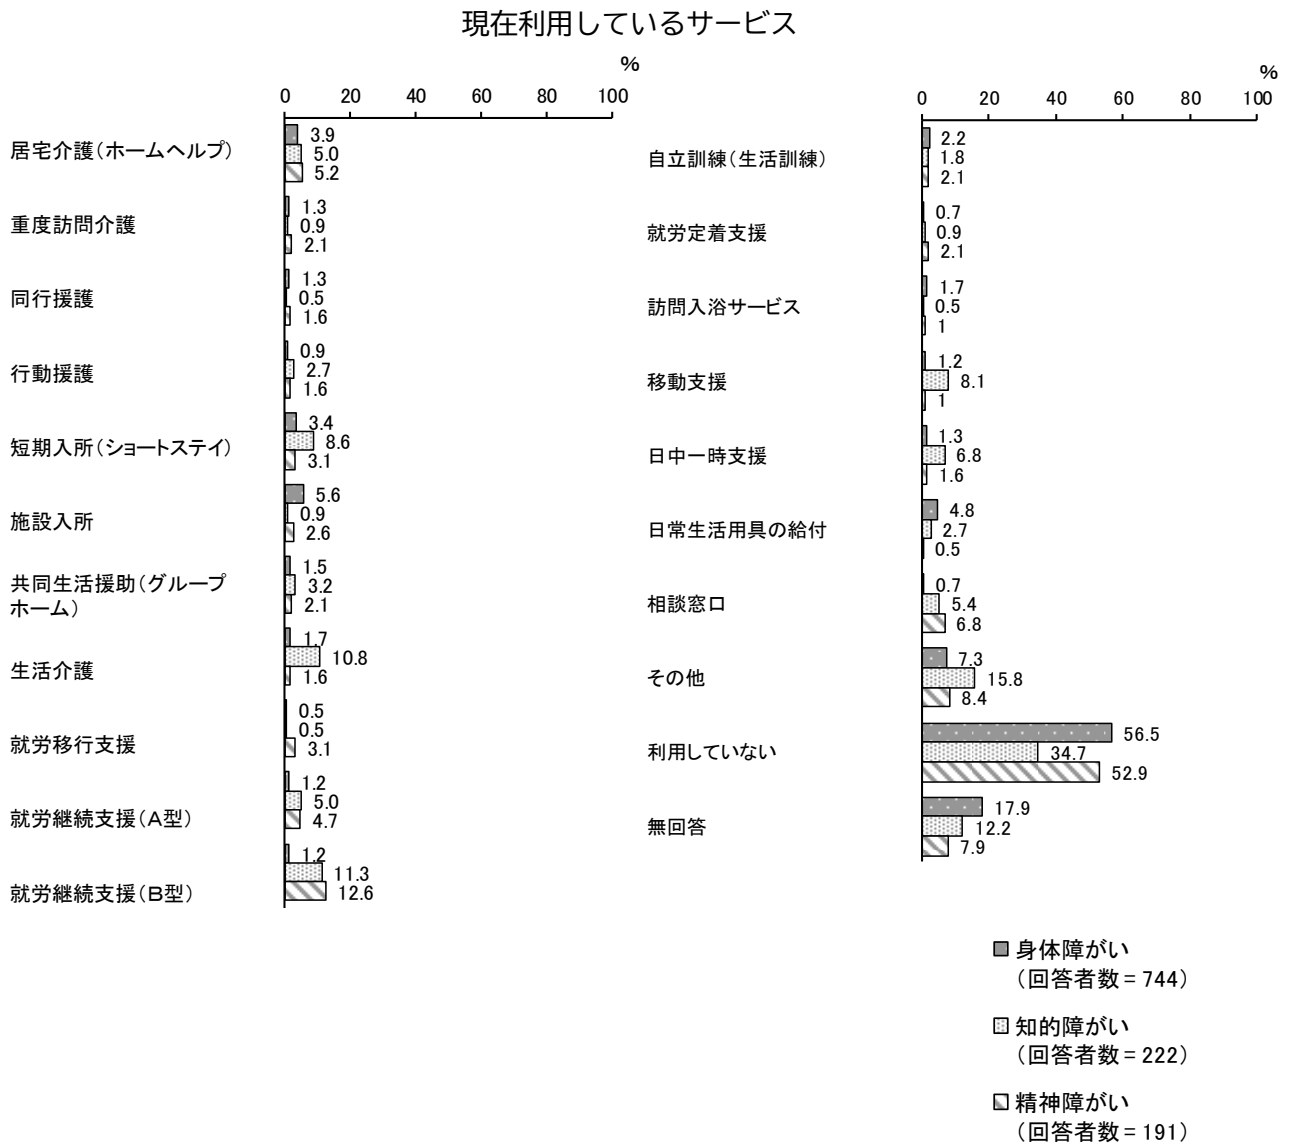 現在利用しているサービス
%
0 20 40 60 80 100
居宅介護（ホームヘルプ）
3.9
5.0
5.2
重度訪問介護
1.3
0.9
2.1
同行援護
1.3
0.5
1.6
行動援護
0.9
2.7
1.6
短期入所（ショートステイ）
3.4
8.6
3.1
施設入所
5.6
0.9
2.6
共同生活援助（グループ
ホーム）
1.5
3.2
2.1
生活介護
1.7
10.8
1.6
就労移行支援
0.5
0.5
3.1
就労継続支援（A型）
1.2
5.0
4.7
就労継続支援（B型）
1.2
11.3
12.6
%
0 20 40 60 80 100
自立訓練（生活訓練）
2.2
1.8
2.1
就労定着支援
0.7
0.9
2.1
訪問入浴サービス
1.7
0.5
1
移動支援
1.2
8.1
1
日中一時支援
1.3
6.8
1.6
日常生活用具の給付
4.8
2.7
0.5
相談窓口
0.7
5.4
6.8
その他
7.3
15.8
8.4
利用していない
56.5
34.7
52.9
無回答
17.9
12.2
7.9
身体障がい
（回答者数＝744）
知的障がい
（回答者数＝222）
精神障がい
（回答者数＝191）